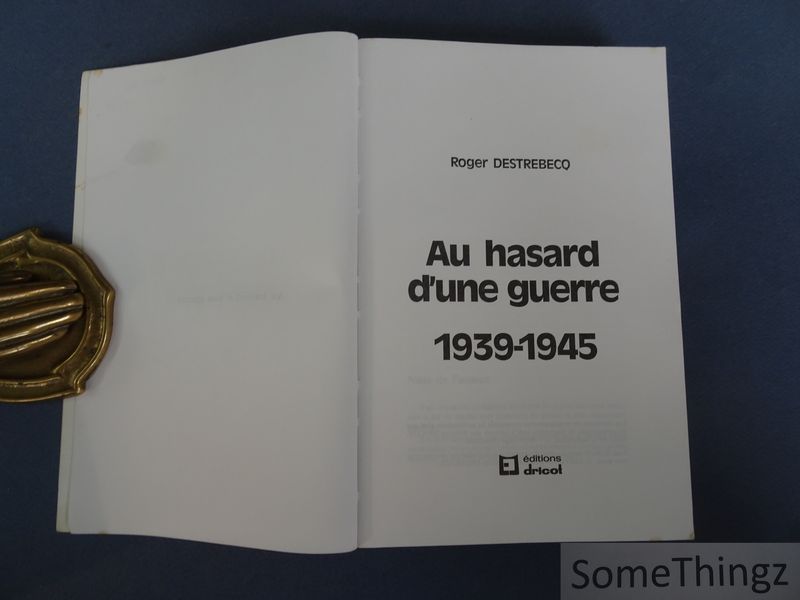 Roger DESTREBECQ
Au hasard
d'une guerre
1939-1945
éditions
dricot
SomeThingz